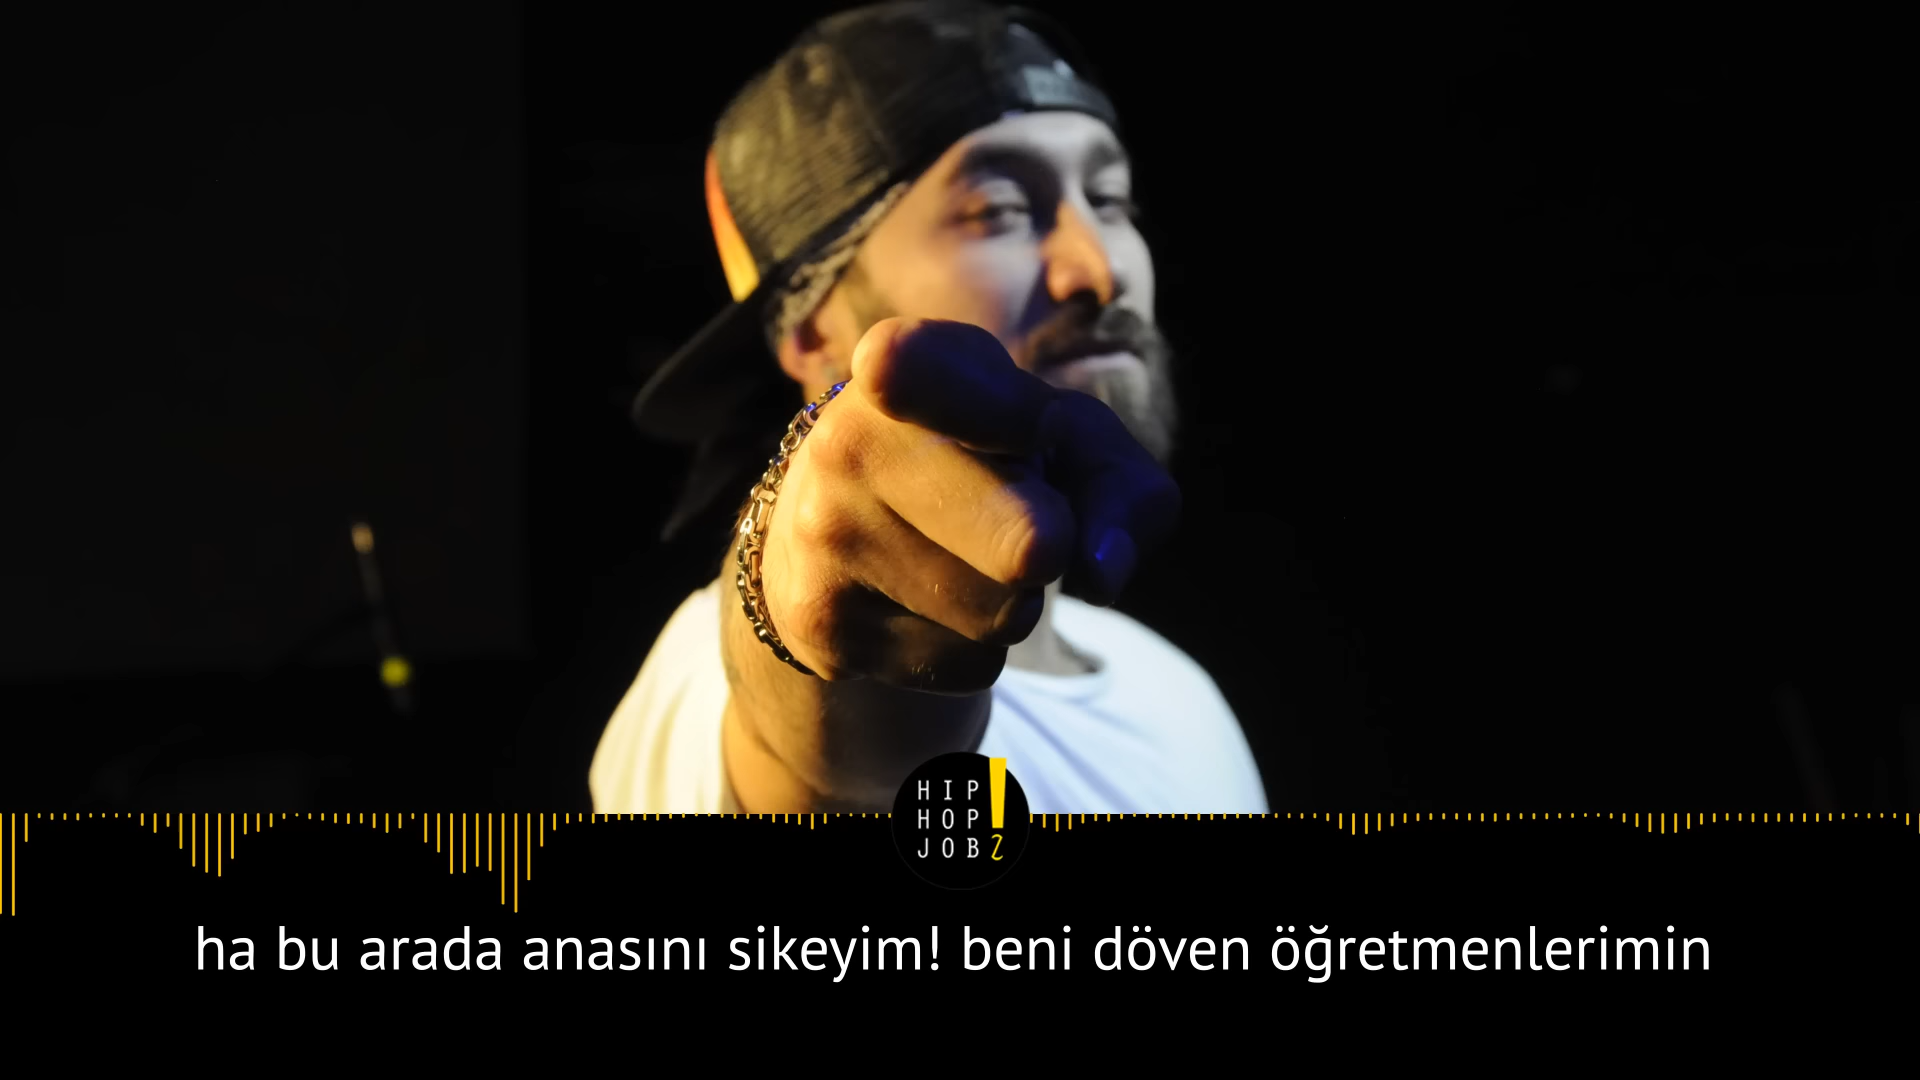 HIP
HOP
JOBZ
ha bu arada anasını sikeyim! beni döven öğretmenlerimin